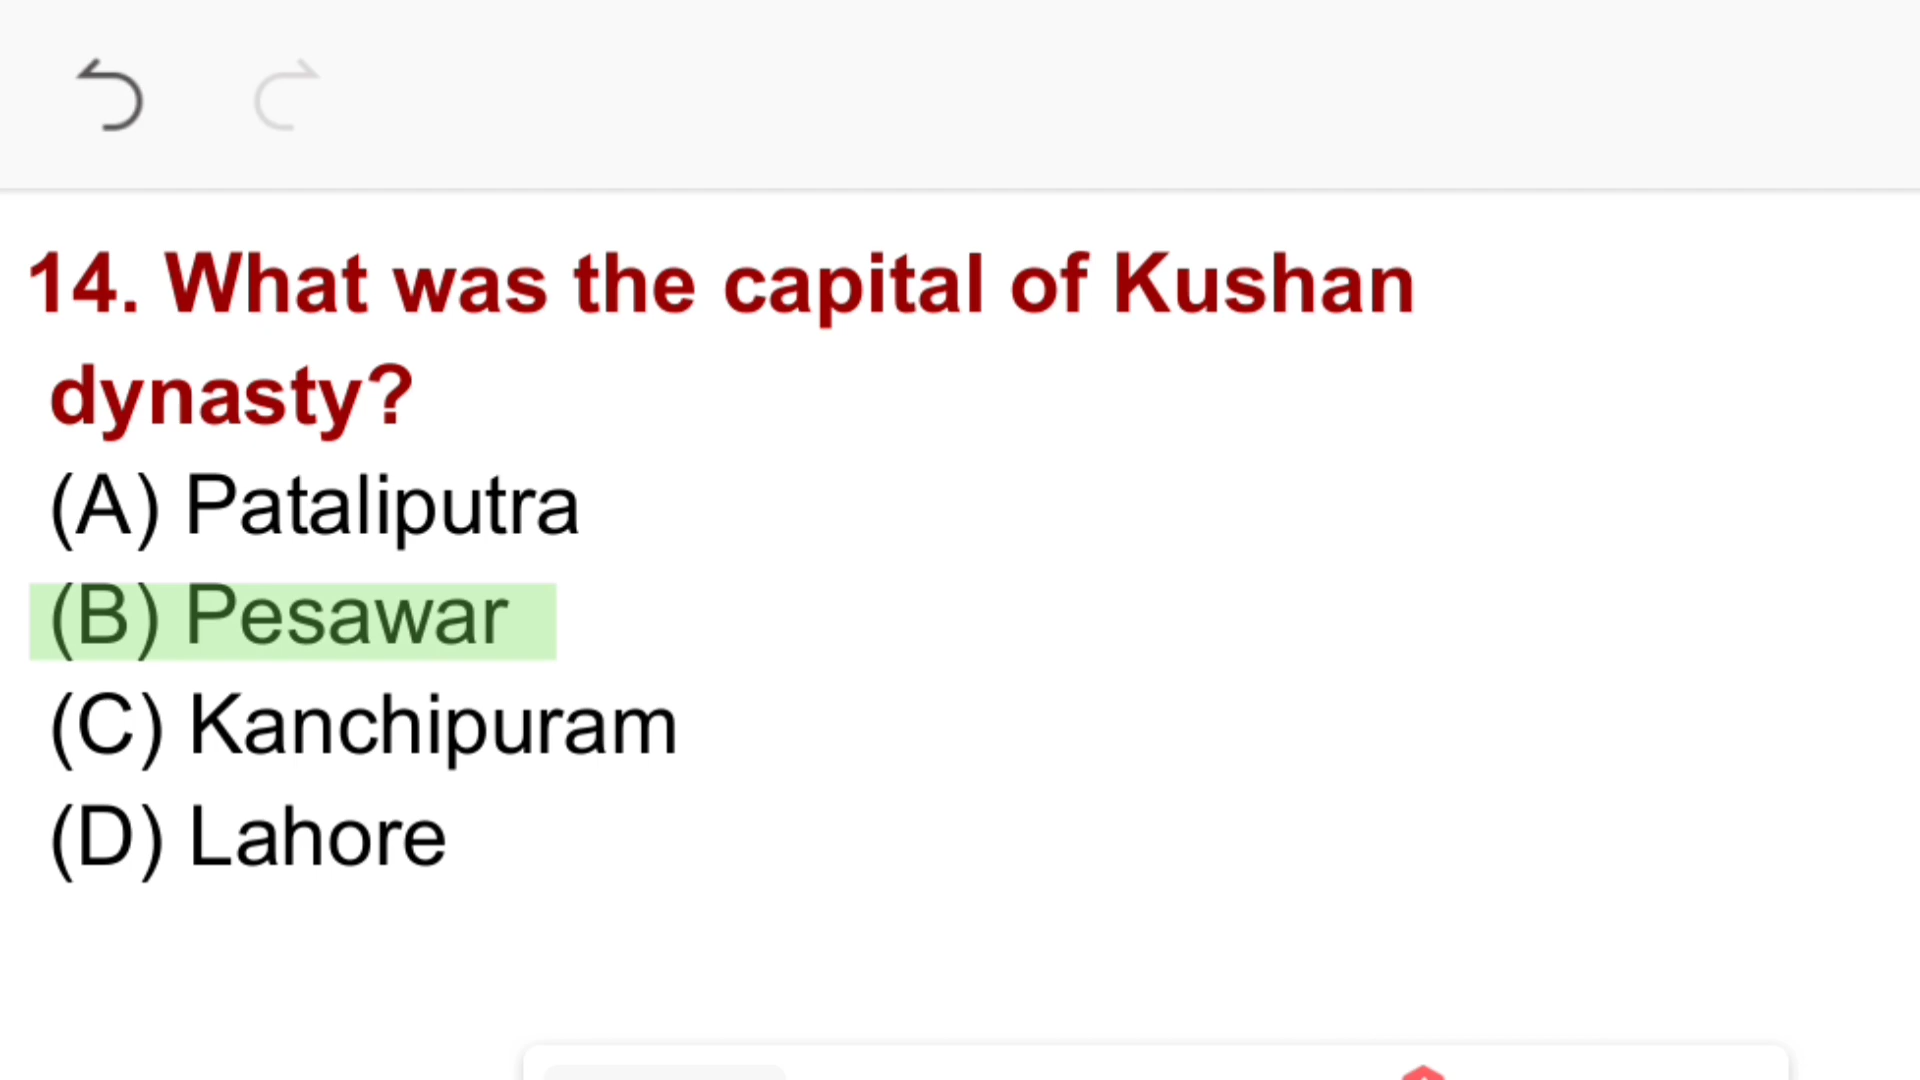 14. What was the capital of Kushan
dynasty?
(A) Pataliputra
(B) Pesawar
(C) Kanchipuram
(D) Lahore